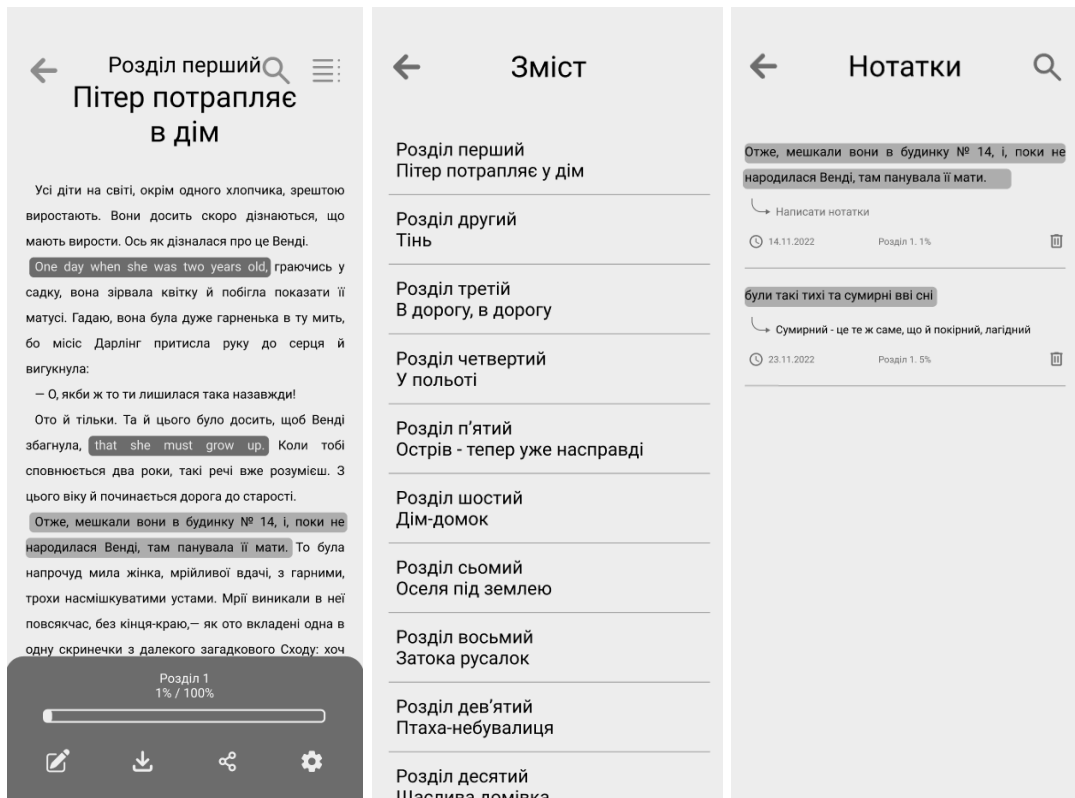 Розділ перший
Пітер потрапляє
в дім
Усі діти на світі, окрім одного хлопчика, зрештою
виростають. Вони досить скоро дізнаються, що
мають вирости. Ось як дізналася про це Венді.
One day when she was two years old, граючись у
садку, вона зірвала квітку й побігла показати її
матусі. Гадаю, вона була дуже гарненька в ту мить,
бо місіс Дарлінг притисла руку до серця й
вигукнула:
— О, якби ж то ти лишилася така назавжди!
Ото й тільки. Та й цього було досить, щоб Венді
збагнула, that she must grow up. Коли тобі
сповнюється два роки, такі речі вже розумієш. З
цього віку й починається дорога до старості.
Отже, мешкали вони в будинку № 14, і, поки не
народилася Венді, там панувала її мати. То була
напрочуд мила жінка, мрійливої вдачі, з гарними,
трохи насмішкуватими устами. Мрії виникали в неї
повсякчас, без кінця-краю,— як ото вкладені одна в
одну скринечки з далекого загадкового Сходу: хоч
Розділ 1
1% / 100%
Зміст
Розділ перший
Пітер потрапляє у дім
Розділ другий
Тінь
Розділ третій
В дорогу, в дорогу
Розділ четвертий
У польоті
Розділ п’ятий
Острів - тепер уже насправді
Розділ шостий
Дім-домок
Розділ сьомий
Оселя під землею
Розділ восьмий
Затока русалок
Розділ дев’ятий
Птаха-небувалиця
Розділ десятий
Щаслива домівка
Нотатки
Отже, мешкали вони в будинку № 14, і, поки не
народилася Венді, там панувала її мати.
Написати нотатки
14.11.2022 Розділ 1. 1%
були такі тихі та сумирні вві сні
Сумирний - це те ж саме, що й покірний, лагідний
23.11.2022 Розділ 1. 5%